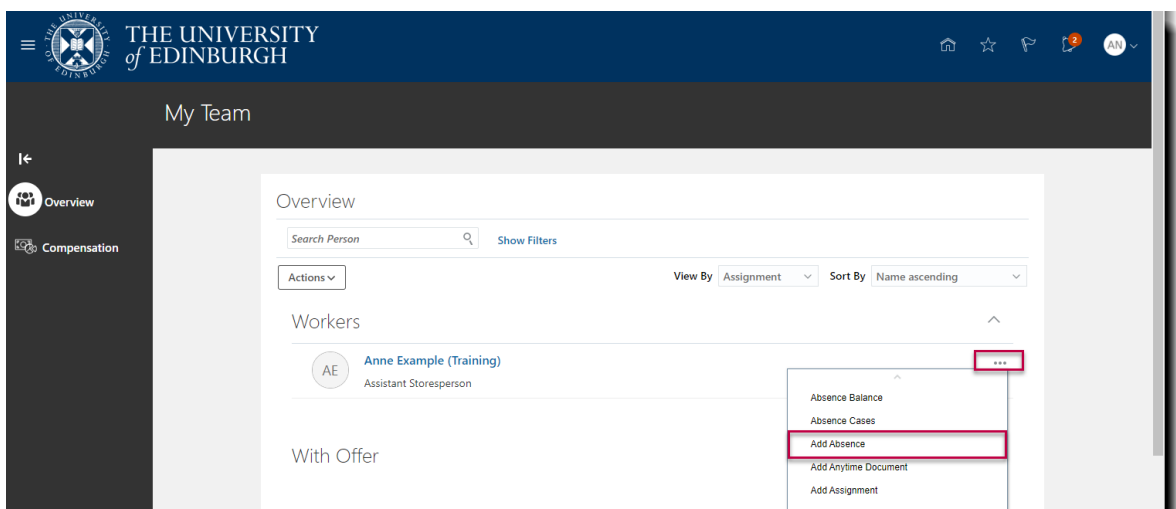 THE UNIVERSITY
of EDINBURGH
2
AN
My Team
Overview
Compensation
Overview
Search Person
Show Filters
Actions
View By Assignment Sort By Name ascending
Workers
AE
Anne Example (Training)
Assistant Storesperson
Absence Balance
Absence Cases
Add Absence
Add Anytime Document
Add Assignment
With Offer